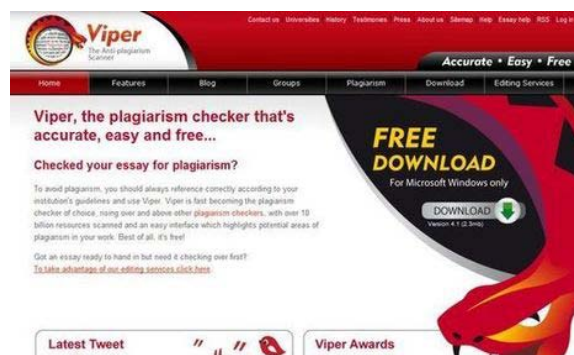 Contact us Universities History Testimonies Press About us Sitemap Help Essay help RSS Log in
Viper
The Anti-plagiarism
Scanner
Accurate • Easy • Free
Home Features Blog Groups Plagiarism Download Editing Services
Viper, the plagiarism checker that's
accurate, easy and free...
Checked your essay for plagiarism?
To avoid plagiarism, you should always reference correctly according to your
institution's guidelines and use Viper. Viper is fast becoming the plagiarism
checker of choice, rising over and above other plagiarism checkers, with over 10
billion resources scanned and an easy interface which highlights potential areas of
plagiarism in your work. Best of all, it's free!
Got an essay ready to hand in but need it checking over first?
To take advantage of our editing services click here.
FREE
DOWNLOAD
For Microsoft Windows only
DOWNLOAD
Version 4.1 (2.3mb)
Latest Tweet
Viper Awards